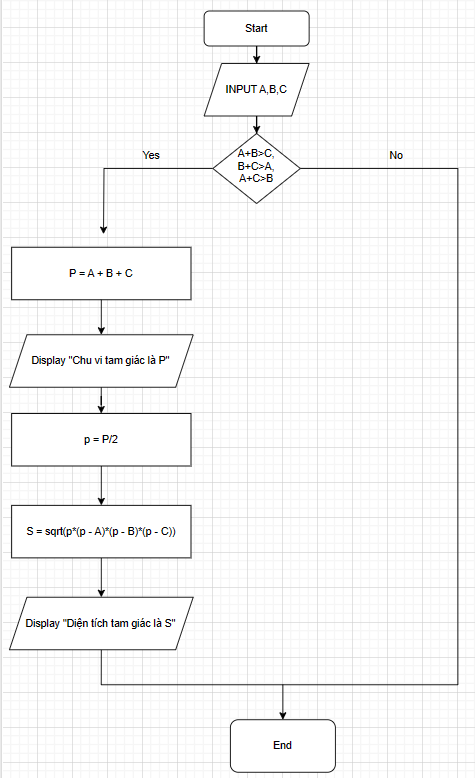 Start
INPUT A,B,C
A+B>C,
B+C>A,
A+C>B
Yes
No
P = A + B + C
Display "Chu vi tam giác là P"
p = P/2
S = sqrt(p*(p - A)*(p - B)*(p - C))
Display "Diện tích tam giác là S"
End